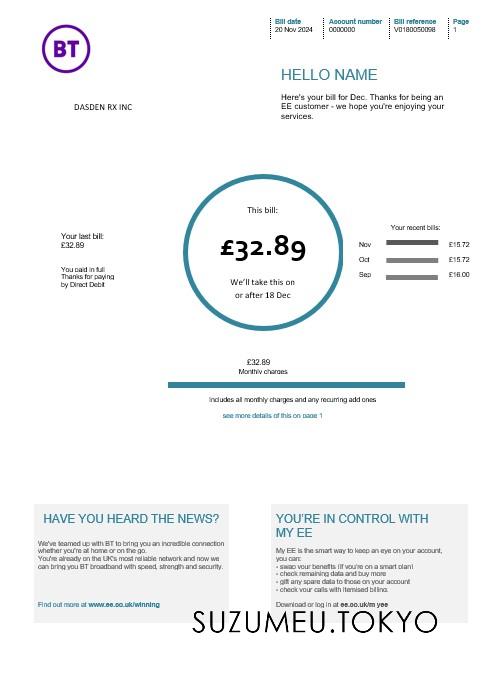 Bill date
20 Nov 2024
Account number
0000000
Bill reference
V0180050098
Page
1
BT
HELLO NAME
Here's your bill for Dec. Thanks for being an
EE customer - we hope you're enjoying your
services.
DASDEN RX INC
This bill:
£32.89
We'll take this on
or after 18 Dec
Your last bill:
£32.89
You paid in full
Thanks for paying
by Direct Debit
Your recent bills:
Nov £15.72
Oct £15.72
Sep £16.00
£32.89
Monthly charges
Includes all monthly charges and any recurring add ones
see more details of this on page 1
HAVE YOU HEARD THE NEWS?
We've teamed up with BT to bring you an incredible connection
whether you're at home or on the go.
You're already on the UK's most reliable network and now we
can bring you BT broadband with speed, strength and security.
Find out more at www.ee.co.uk/winning
YOU'RE IN CONTROL WITH
MY EE
My EE is the smart way to keep an eye on your account,
you can:
- swap your benefits (if you're on a smart plan)
- check remaining data and buy more
- gift any spare data to those on your account
- check your calls with itemised billing.
Download or log in at ee.co.uk/m yee
SUZUMEU.TOKYO